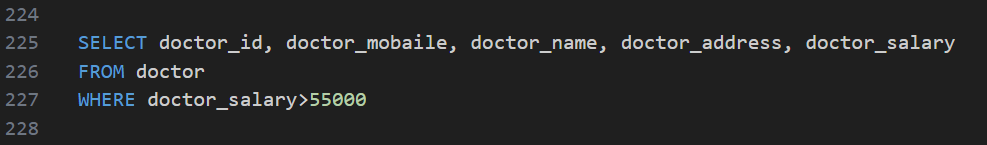 224
225 SELECT doctor_id, doctor_mobaile, doctor_name, doctor_address, doctor_salary
226 FROM doctor
227 WHERE doctor_salary>55000
228